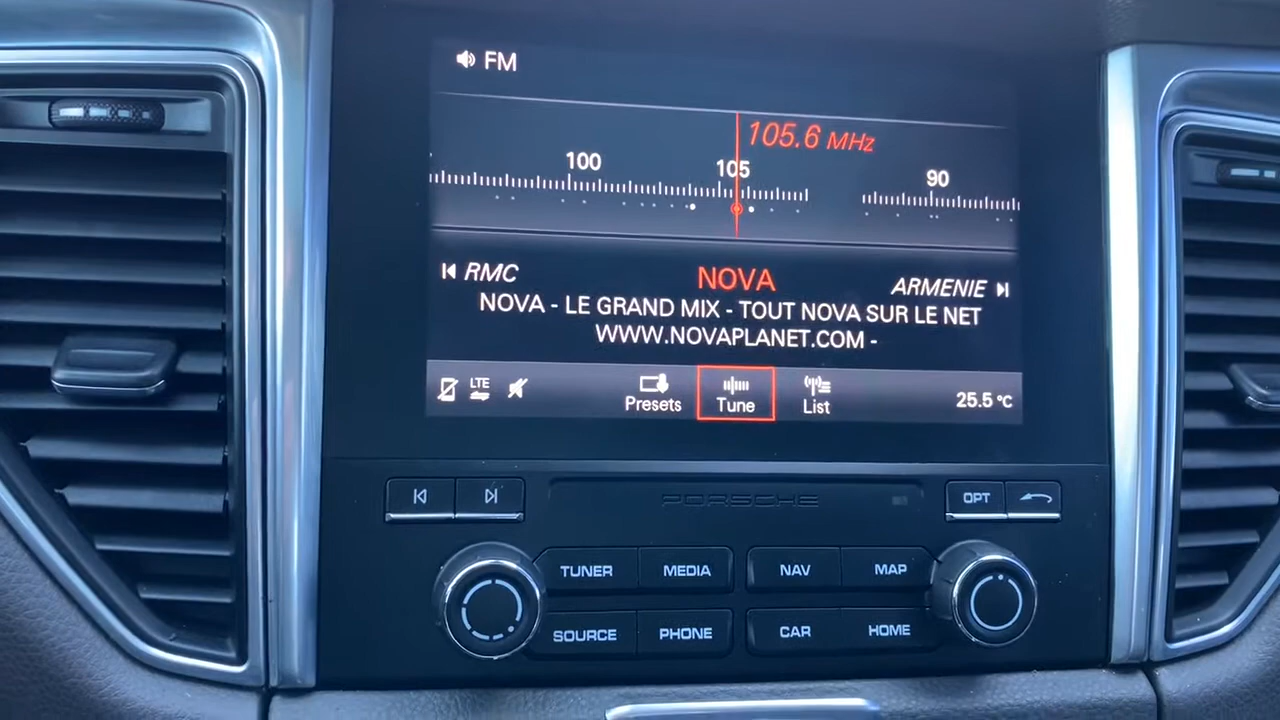 FM
105.6 MHz
100 105 90
RMC NOVA ARMENIE
NOVA - LE GRAND MIX - TOUT NOVA SUR LE NET
WWW.NOVAPLANET.COM -
LTE Presets Tune List 25.5 °C
PORSCHE OPT
TUNER MEDIA NAV MAP
SOURCE PHONE CAR HOME